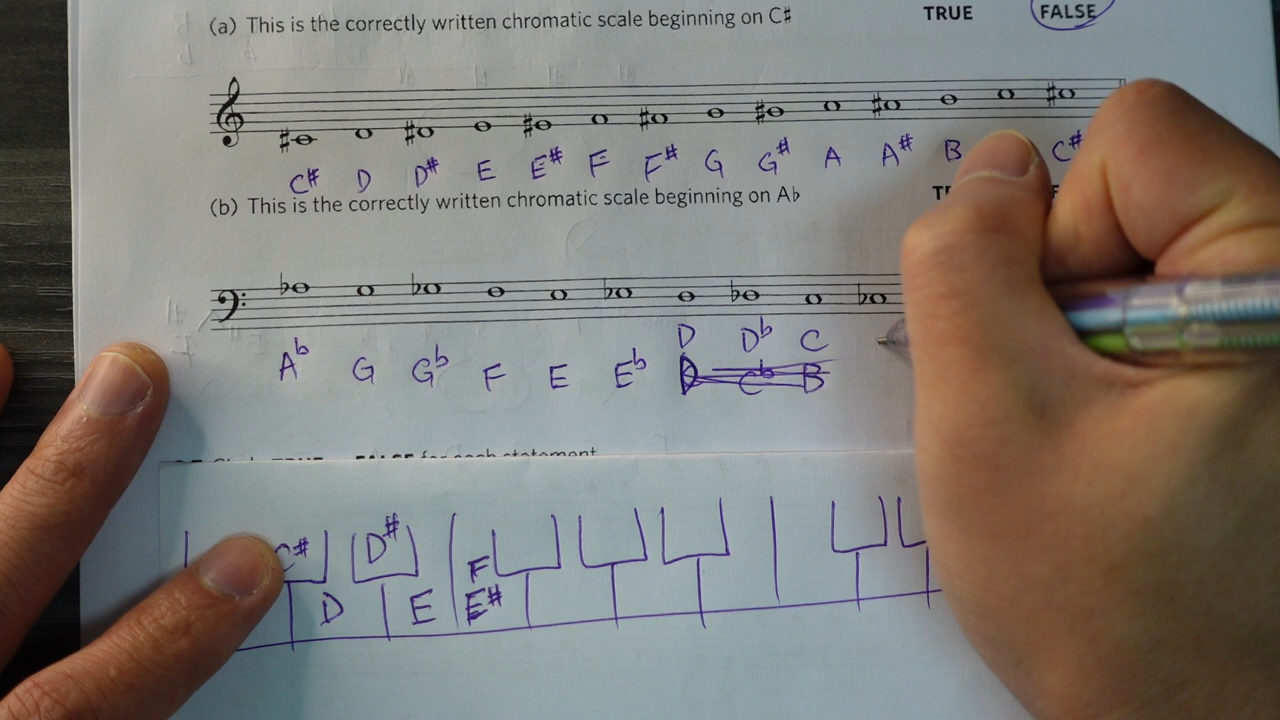 (a) This is the correctly written chromatic scale beginning on C♯ TRUE FALSE
C# D D# E E# F F# G G# A A# B C#
(b) This is the correctly written chromatic scale beginning on A♭
D D♭ C
A♭ G G♭ F E E♭
C# D# F
D E E#